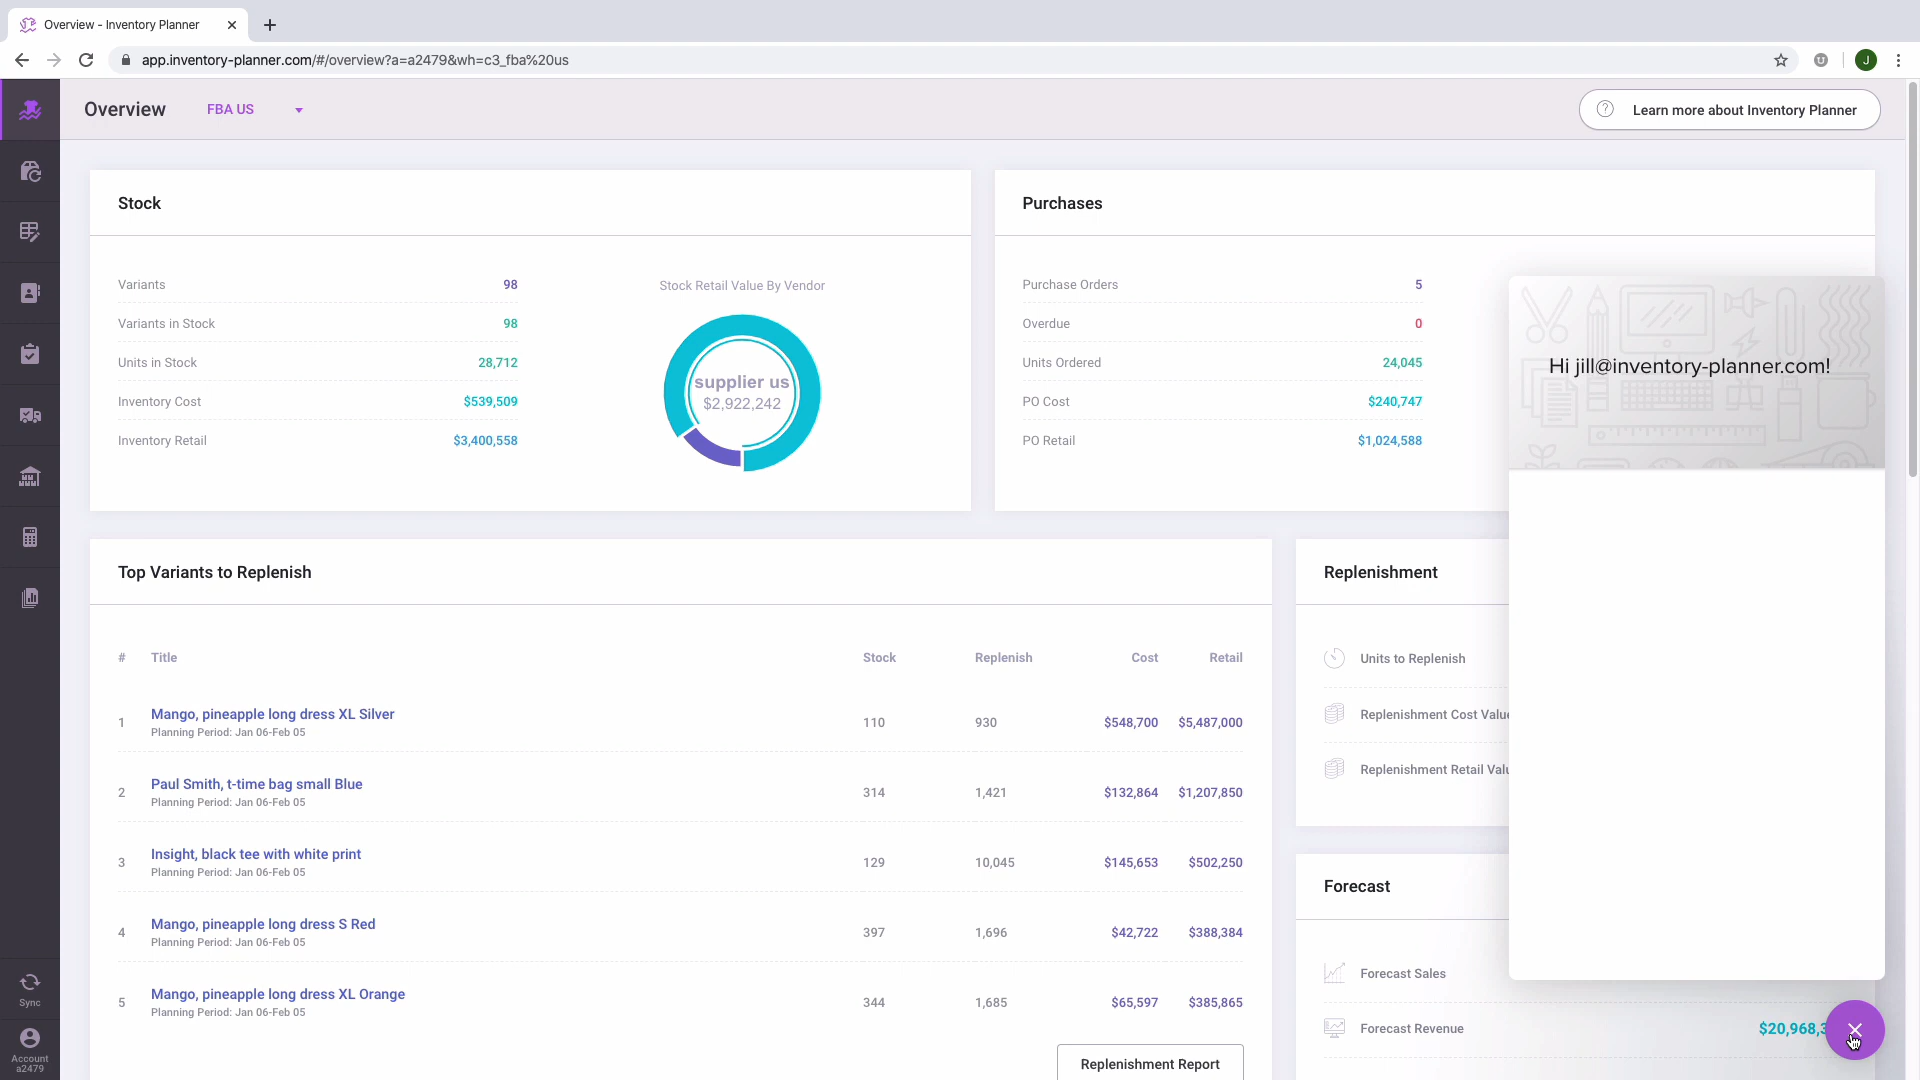 Overview - Inventory Planner
app.inventory-planner.com/#/overview?a=a2479&wh=c3_fba%20us
J
Overview
FBA US
Learn more about Inventory Planner
Stock
Variants 98
Variants in Stock 98
Units in Stock 28,712
Inventory Cost $539,509
Inventory Retail $3,400,558
Stock Retail Value By Vendor
supplier us
$2,922,242
Purchases
Purchase Orders 5
Overdue 0
Units Ordered 24,045
PO Cost $240,747
PO Retail $1,024,588
Hi jill@inventory-planner.com!
Top Variants to Replenish
# Title Stock Replenish Cost Retail
1 Mango, pineapple long dress XL Silver 110 930 $548,700 $5,487,000
Planning Period: Jan 06-Feb 05
2 Paul Smith, t-time bag small Blue 314 1,421 $132,864 $1,207,850
Planning Period: Jan 06-Feb 05
3 Insight, black tee with white print 129 10,045 $145,653 $502,250
Planning Period: Jan 06-Feb 05
4 Mango, pineapple long dress S Red 397 1,696 $42,722 $388,384
Planning Period: Jan 06-Feb 05
5 Mango, pineapple long dress XL Orange 344 1,685 $65,597 $385,865
Planning Period: Jan 06-Feb 05
Replenishment Report
Replenishment
Units to Replenish
Replenishment Cost Value
Replenishment Retail
Forecast
Forecast Sales
Forecast Revenue $20,968,3
Sync
Account
a2479